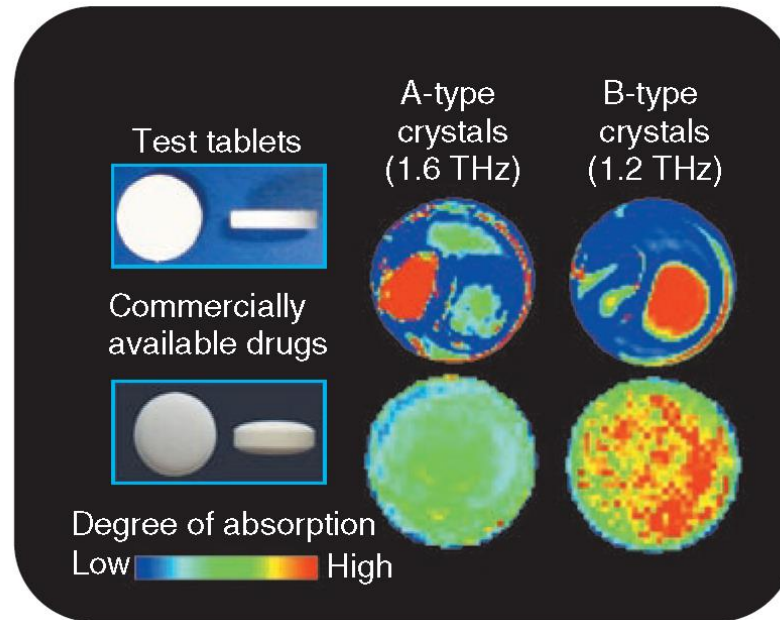 A-type
crystals
(1.6 THz)
B-type
crystals
(1.2 THz)
Test tablets
Commercially
available drugs
Degree of absorption
Low
High